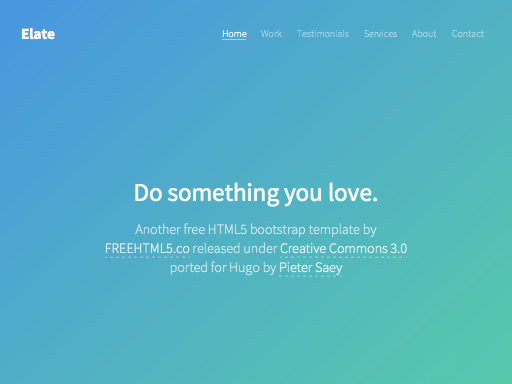 Elate
Home Work Testimonials Services About Contact
Do something you love.
Another free HTML5 bootstrap template by
FREEHTML5.co released under Creative Commons 3.0
ported for Hugo by Pieter Saey